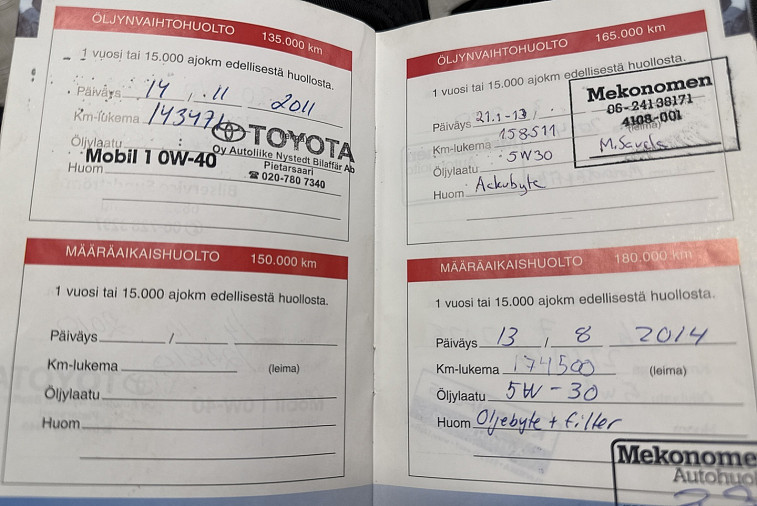 ÖLJYNVAIHTOHUOLTO 135.000 km
1 vuosi tai 15.000 ajokm edellisestä huollosta.
Päiväys 14 / 11 2011
Km-lukema 143471
TOYOTA
Oy Autoliike Nystedt Bilaffär Ab
Pietarsaari
☎ 020-780 7340
Öljylaatu
Mobil 1 0W-40
Huom
MÄÄRÄAIKAISHUOLTO 150.000 km
1 vuosi tai 15.000 ajokm edellisestä huollosta.
Päiväys /
Km-lukema (leima)
Öljylaatu
Huom
ÖLJYNVAIHTOHUOLTO 165.000 km
1 vuosi tai 15.000 ajokm edellisestä huollosta.
Mekonomen
06-24138171
4108-001
(leima)
Päiväys 21.1-13 /
Km-lukema 158511
Öljylaatu 5W30
Huom Ackubyte
MÄÄRÄAIKAISHUOLTO 180.000 km
1 vuosi tai 15.000 ajokm edellisestä huollosta.
Päiväys 13 / 8 2014
Km-lukema 174500 (leima)
Öljylaatu 5W-30
Huom Oljebyte + filter
Mekonome
Autohuol